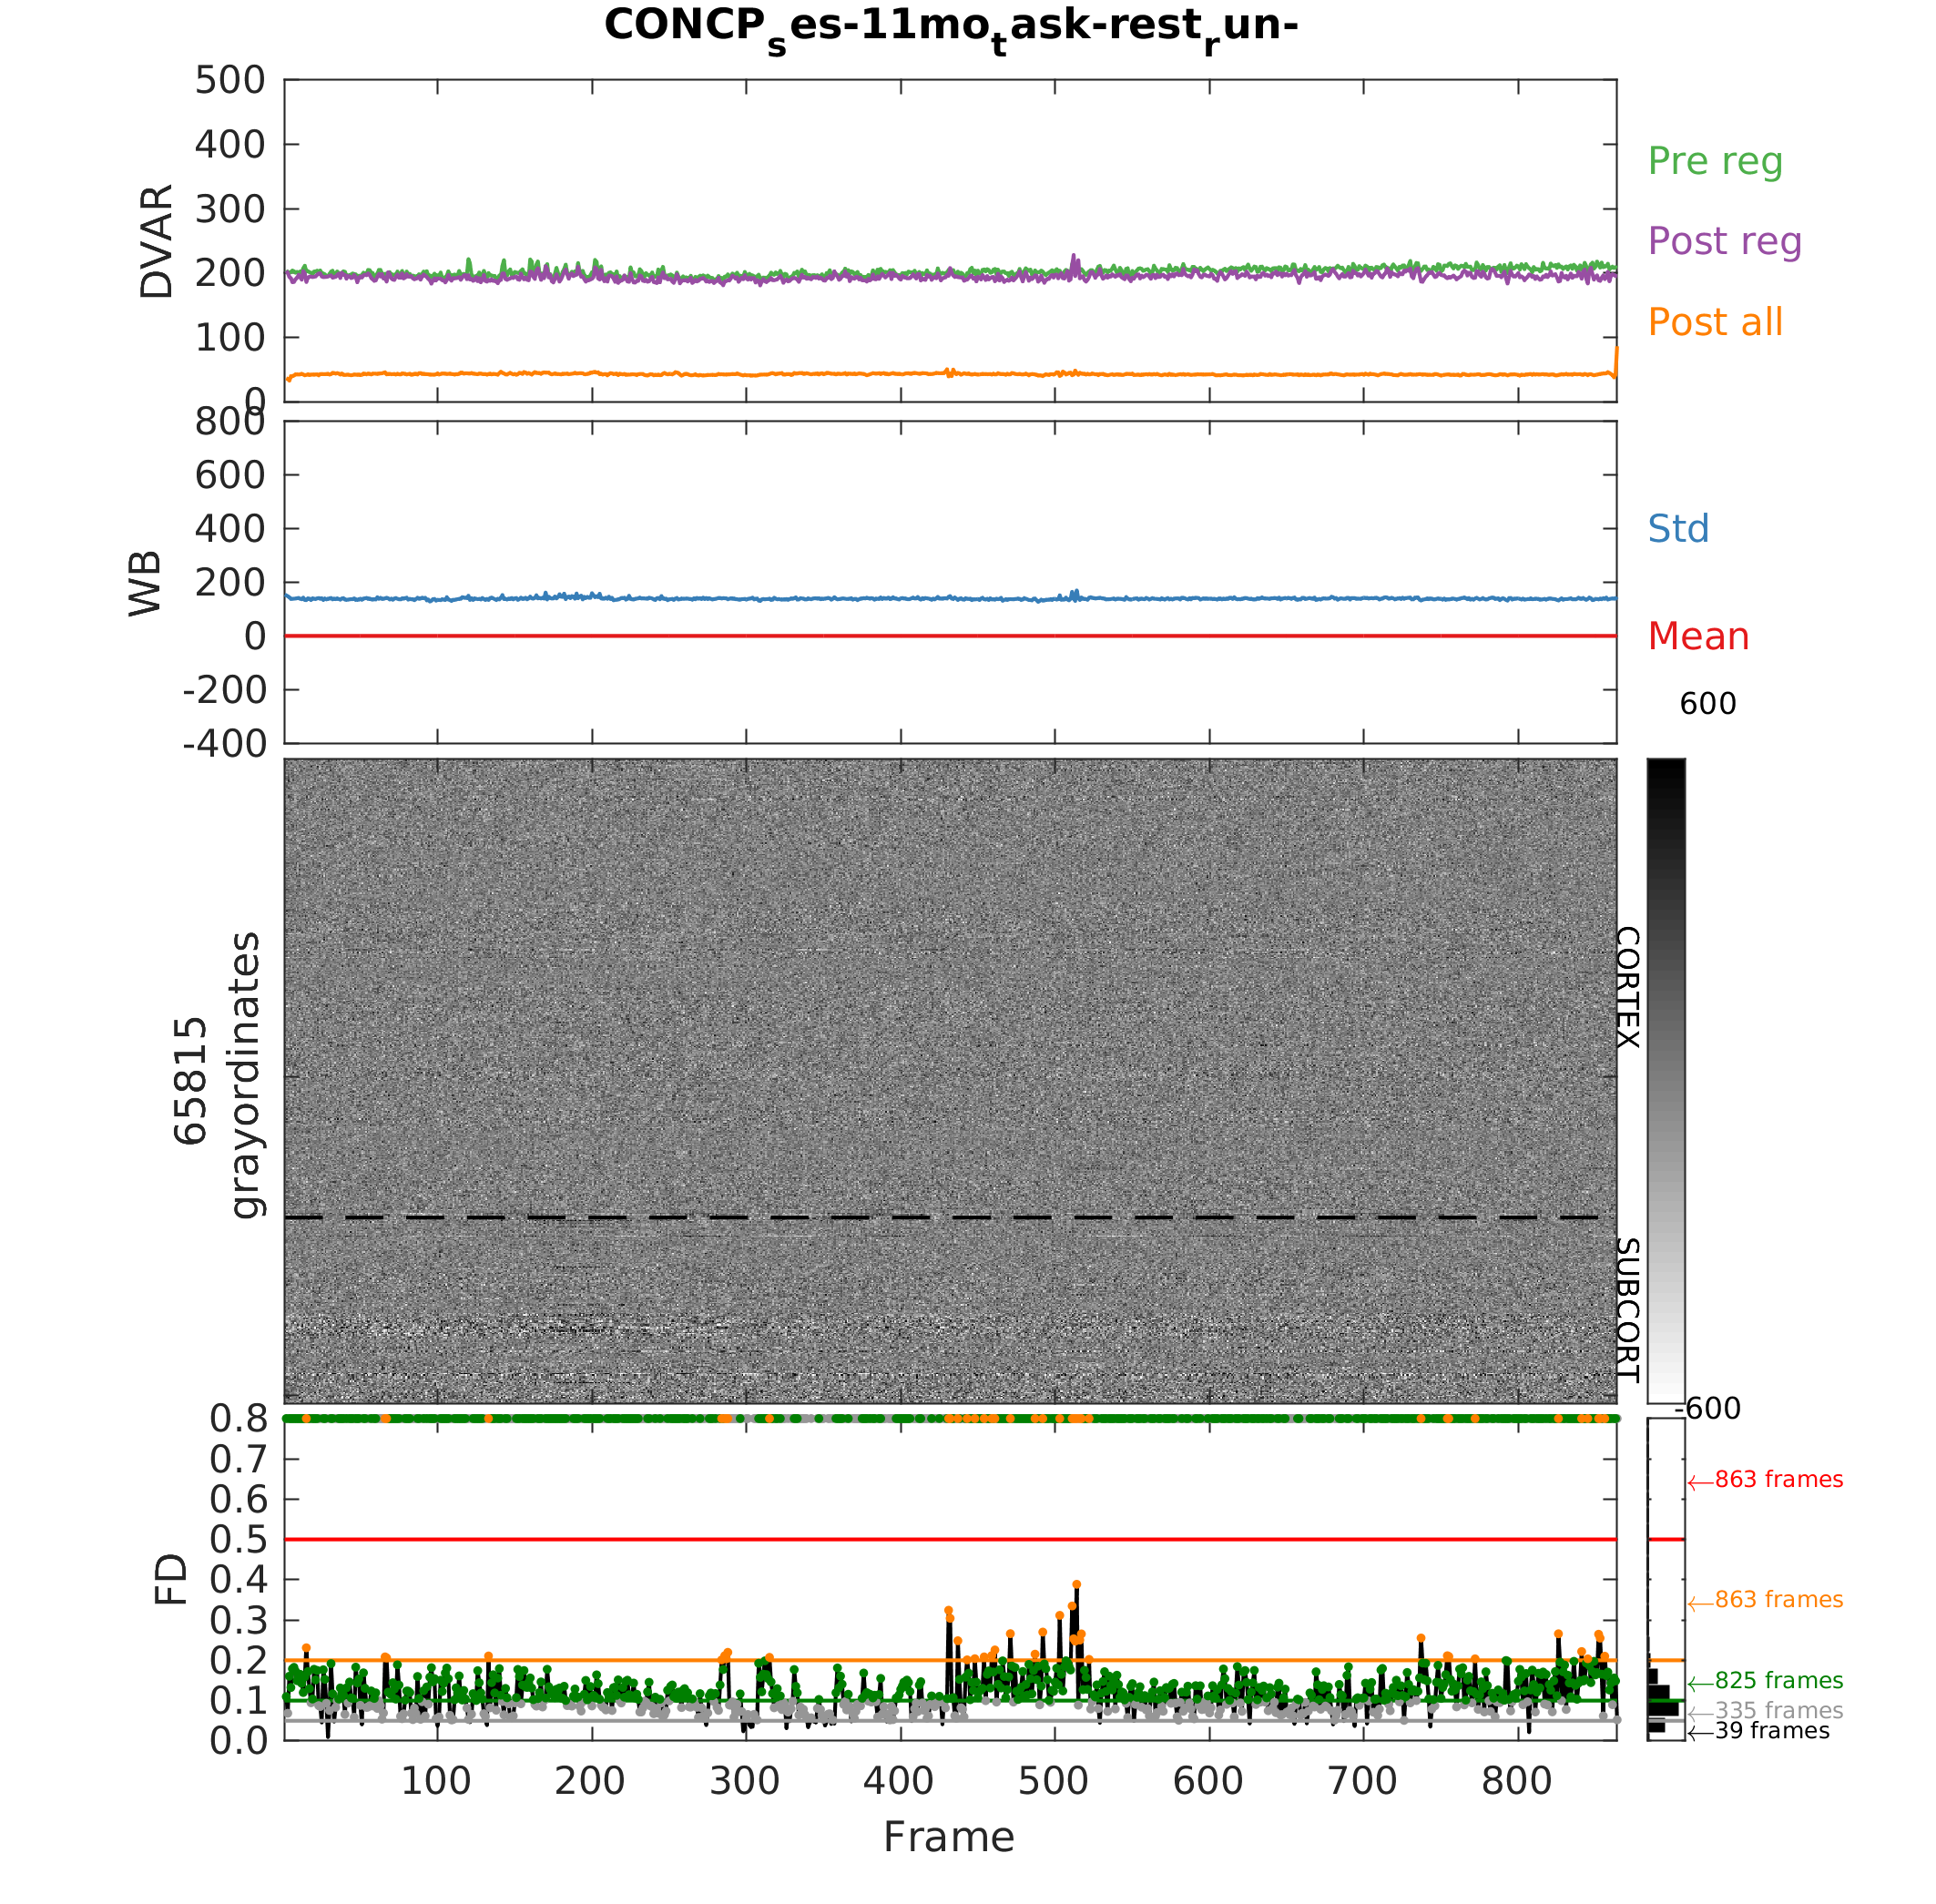 CONCPses-11motask-restrun-
500
400
300
200
100
0
DVAR
Pre reg
Post reg
Post all
800
600
400
200
0
-200
-400
WB
Std
Mean
600
65815
grayordinates
CORTEX
SUBCORT
-600
0.8
0.7
0.6
0.5
0.4
0.3
0.2
0.1
0.0
FD
←863 frames
←863 frames
←825 frames
←335 frames
←39 frames
100 200 300 400 500 600 700 800
Frame